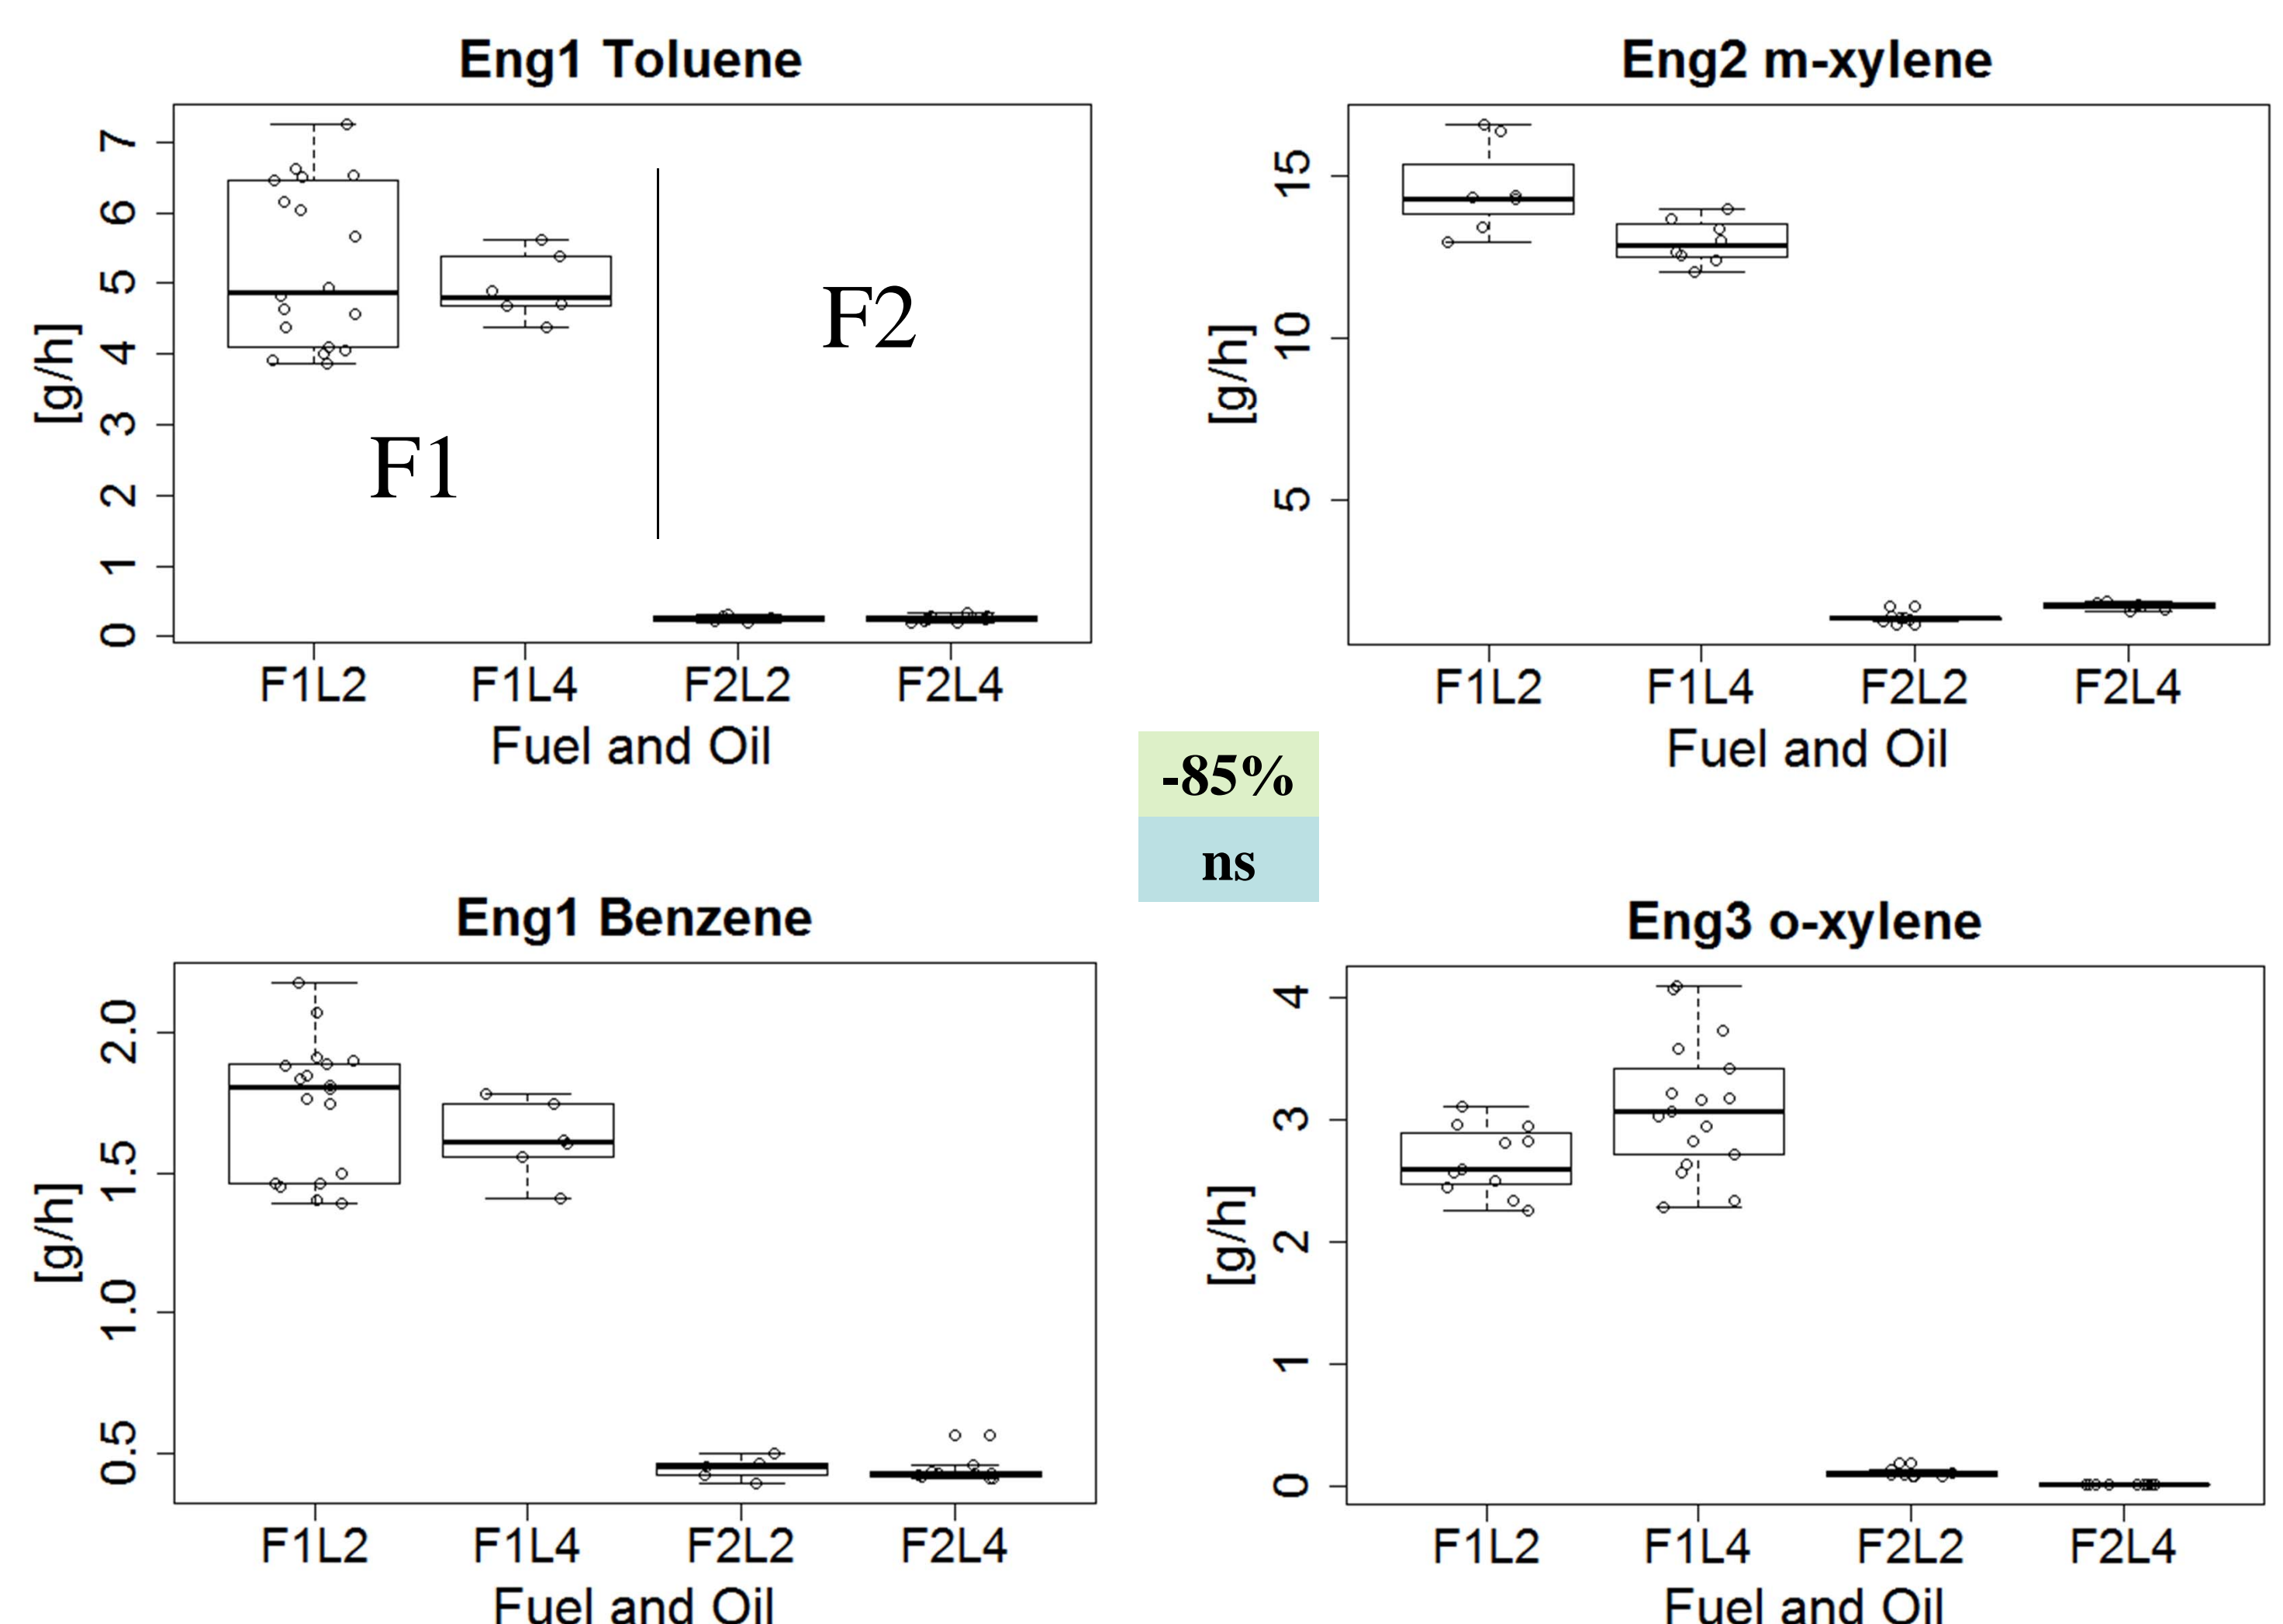 Eng1 Toluene
7
6
5
4
3
2
1
0
[g/h]
F1
F2
F1L2 F1L4 F2L2 F2L4
Fuel and Oil
Eng2 m-xylene
15
10
5
[g/h]
F1L2 F1L4 F2L2 F2L4
Fuel and Oil
-85%
ns
Eng1 Benzene
2.0
1.5
1.0
0.5
[g/h]
F1L2 F1L4 F2L2 F2L4
Fuel and Oil
Eng3 o-xylene
4
3
2
1
0
[g/h]
F1L2 F1L4 F2L2 F2L4
Fuel and Oil